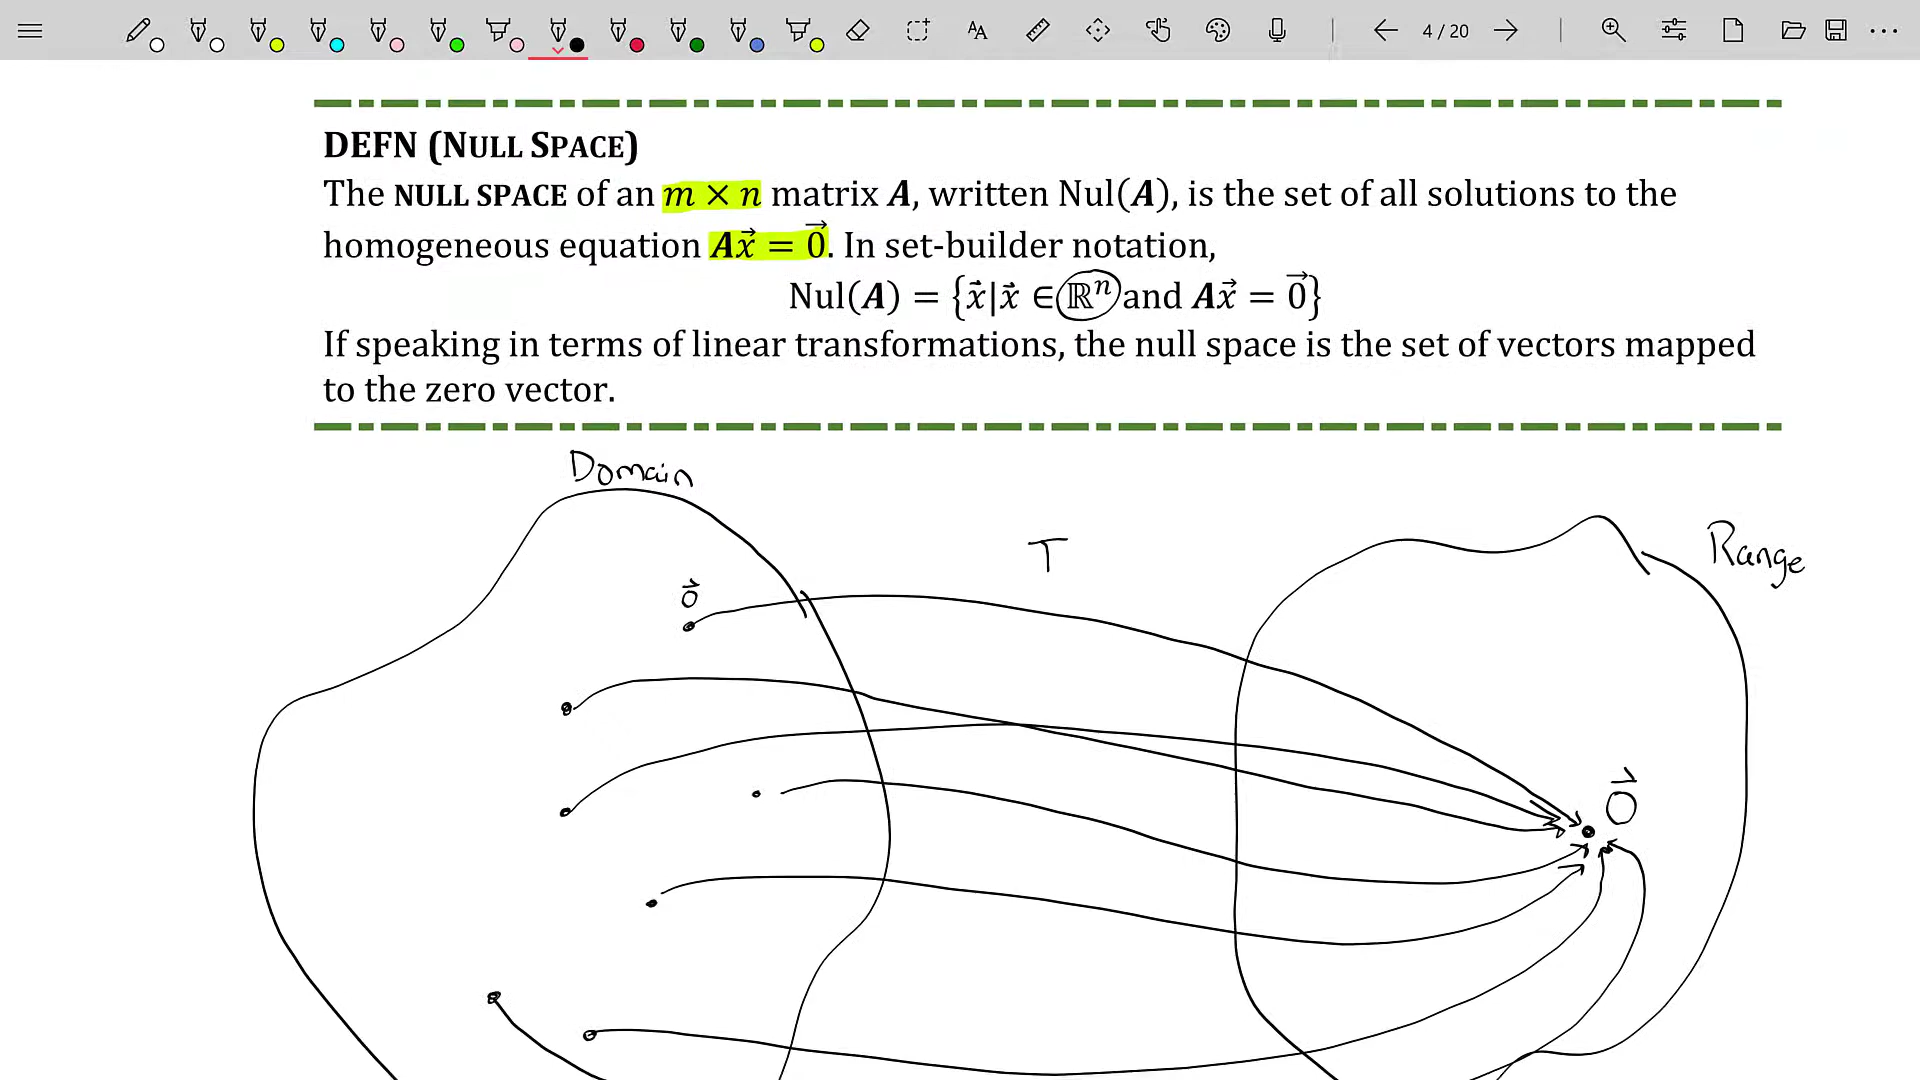 4 / 20
DEFN (NULL SPACE)
The NULL SPACE of an m × n matrix A, written Nul(A), is the set of all solutions to the
homogeneous equation Ax⃗ = 0⃗. In set-builder notation,
Nul(A) = {x⃗|x⃗ ∈ ℝⁿ and Ax⃗ = 0⃗}
If speaking in terms of linear transformations, the null space is the set of vectors mapped
to the zero vector.
Domain
T
Range
0⃗
0⃗